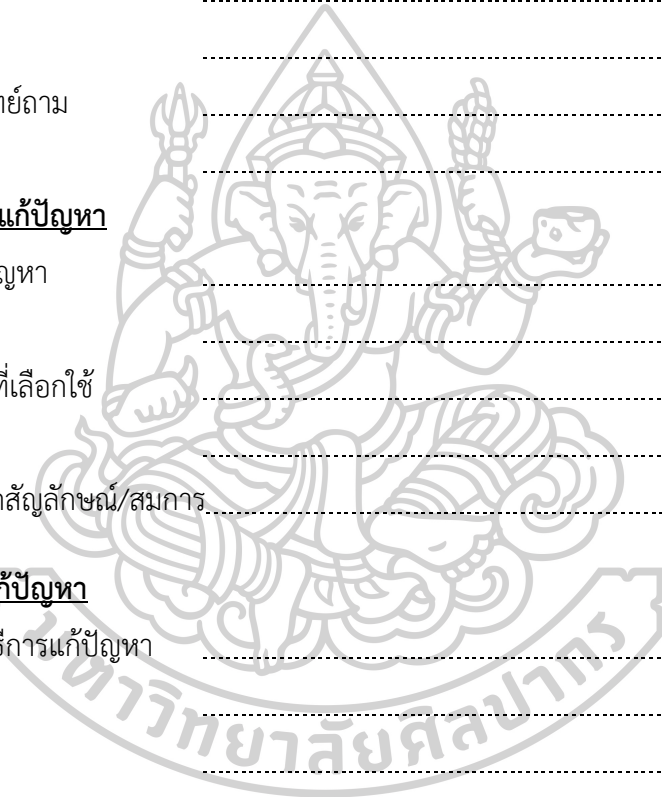 ทย์ถาม
แก้ปัญหา
ญหา
ที่เลือกใช้
สัญลักษณ์/สมการ
ก้ปัญหา
ธีการแก้ปัญหา
มหาวิทยาลัยศิลปากร